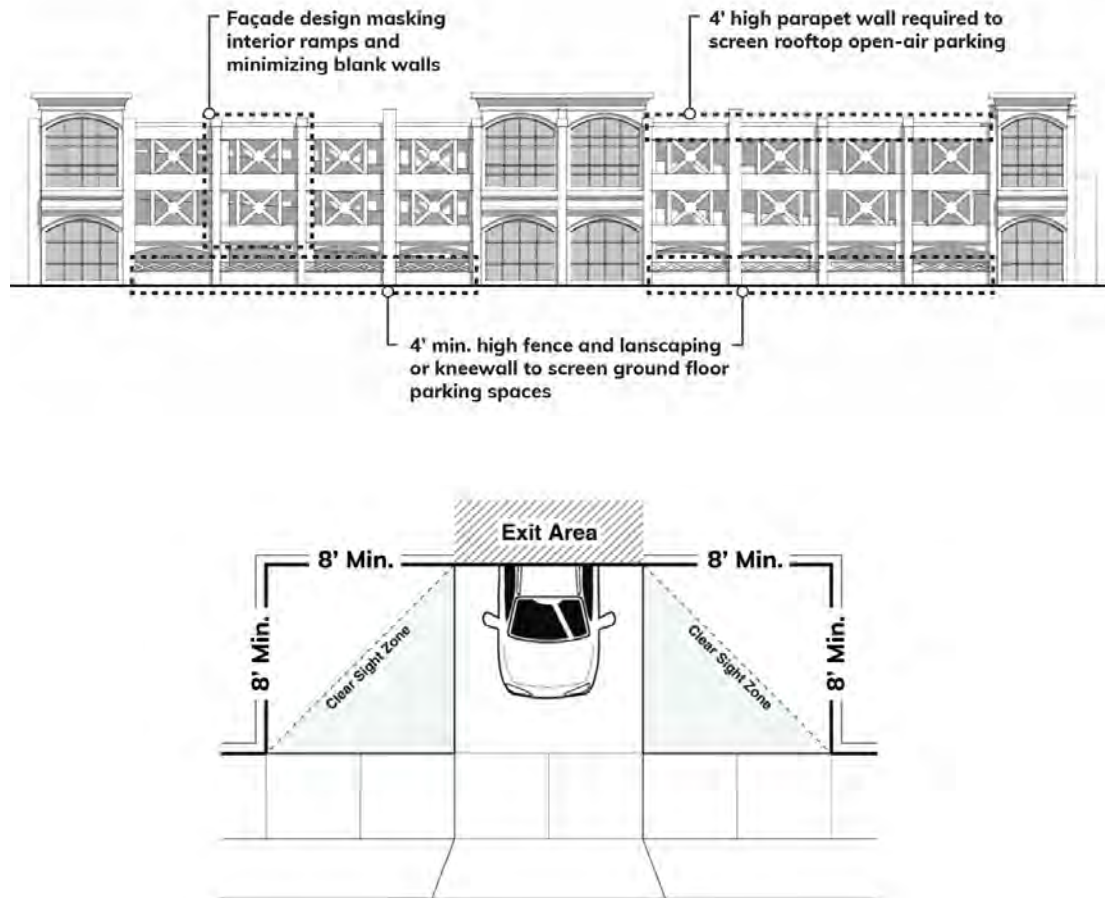 Façade design masking
interior ramps and
minimizing blank walls
4' high parapet wall required to
screen rooftop open-air parking
4' min. high fence and lanscaping
or kneewall to screen ground floor
parking spaces
Exit Area
8' Min.
8' Min.
8' Min.
Clear Sight Zone
Clear Sight Zone
8' Min.